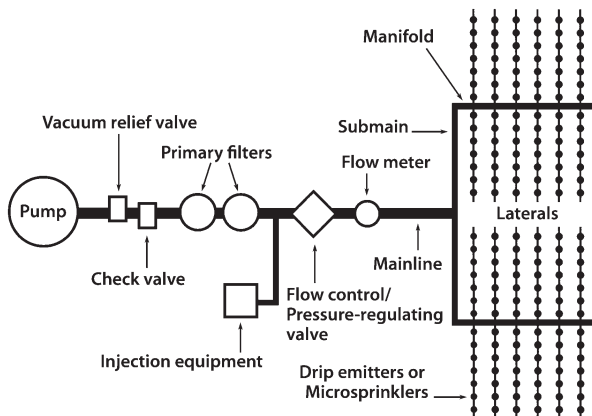 Manifold
Vacuum relief valve
Submain
Primary filters
Flow meter
Pump
Laterals
Mainline
Check valve
Flow control/
Pressure-regulating
valve
Injection equipment
Drip emitters or
Microsprinklers